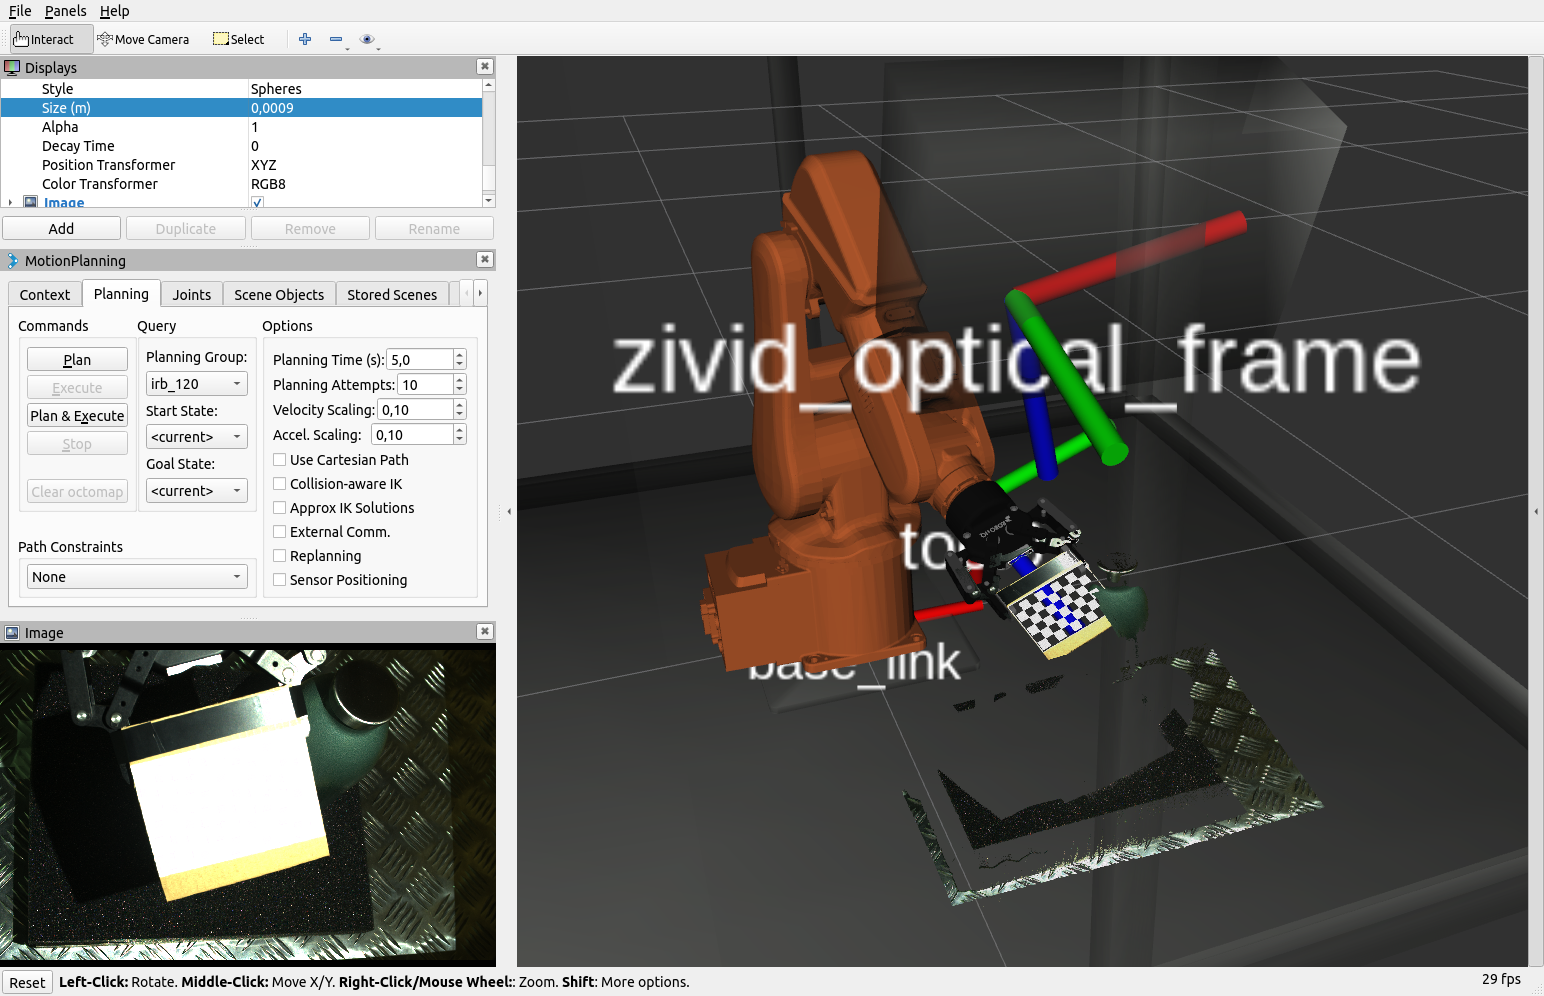 File Panels Help
Interact Move Camera Select
Displays
Style Spheres
Size (m) 0,0009
Alpha 1
Decay Time 0
Position Transformer XYZ
Color Transformer RGB8
Image
Add Duplicate Remove Rename
MotionPlanning
Context Planning Joints Scene Objects Stored Scenes
Commands Query Options
Plan
Execute
Plan & Execute
Stop
Clear octomap
Planning Group:
irb_120
Start State:
<current>
Goal State:
<current>
Planning Time (s): 5,0
Planning Attempts: 10
Velocity Scaling: 0,10
Accel. Scaling: 0,10
Use Cartesian Path
Collision-aware IK
Approx IK Solutions
External Comm.
Replanning
Sensor Positioning
Path Constraints
None
Image
zivid_optical_frame
base_link
Reset Left-Click: Rotate. Middle-Click: Move X/Y. Right-Click/Mouse Wheel:: Zoom. Shift: More options. 29 fps